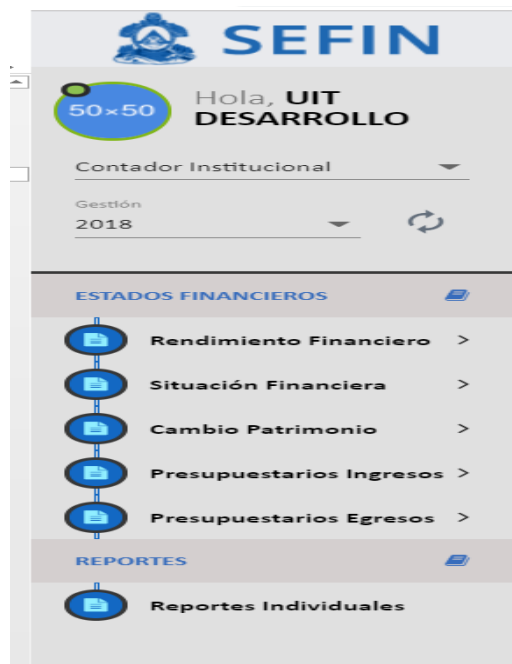 SEFIN
50×50
Hola, UIT
DESARROLLO
Contador Institucional
Gestión
2018
ESTADOS FINANCIEROS
Rendimiento Financiero >
Situación Financiera >
Cambio Patrimonio >
Presupuestarios Ingresos >
Presupuestarios Egresos >
REPORTES
Reportes Individuales